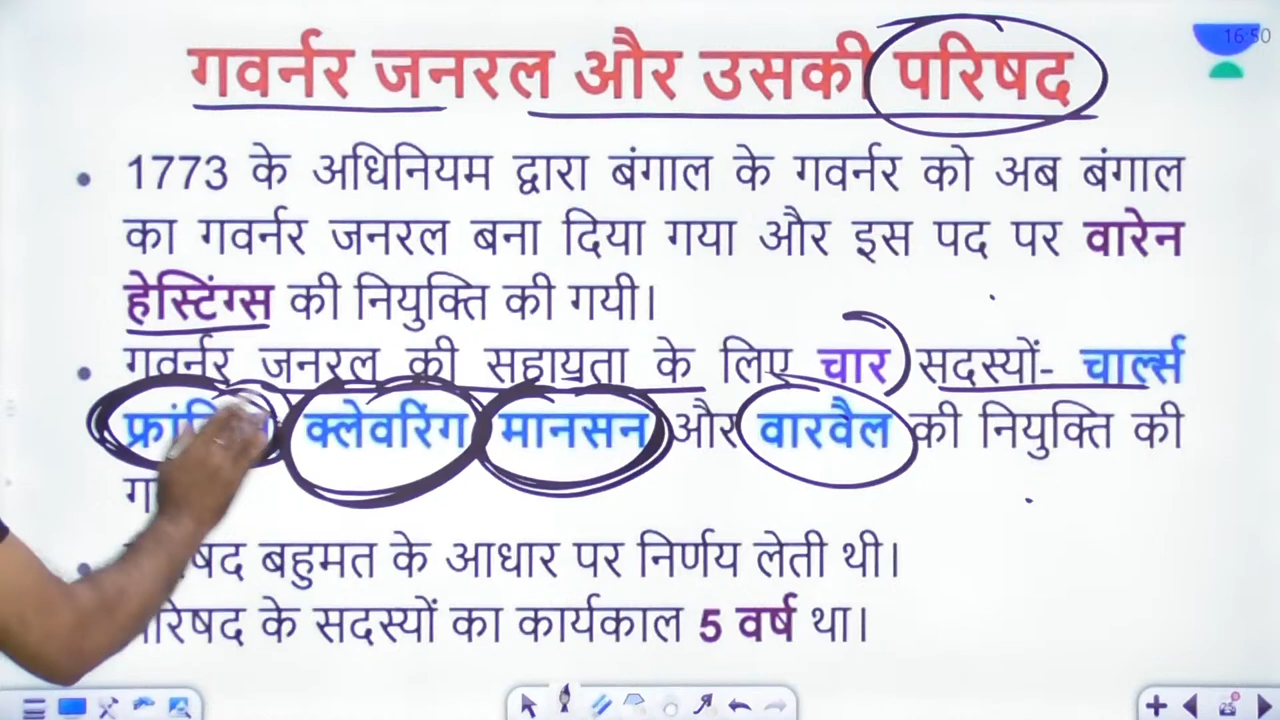 16:50
गवर्नर जनरल और उसकी परिषद
1773 के अधिनियम द्वारा बंगाल के गवर्नर को अब बंगाल
का गवर्नर जनरल बना दिया गया और इस पद पर वारेन
हेस्टिंग्स की नियुक्ति की गयी।
गवर्नर जनरल की सहायता के लिए चार सदस्यों- चार्ल्स
क्लेवरिंग मानसन और वारवैल की नियुक्ति की
बहुमत के आधार पर निर्णय लेती थी।
के सदस्यों का कार्यकाल 5 वर्ष था।
25